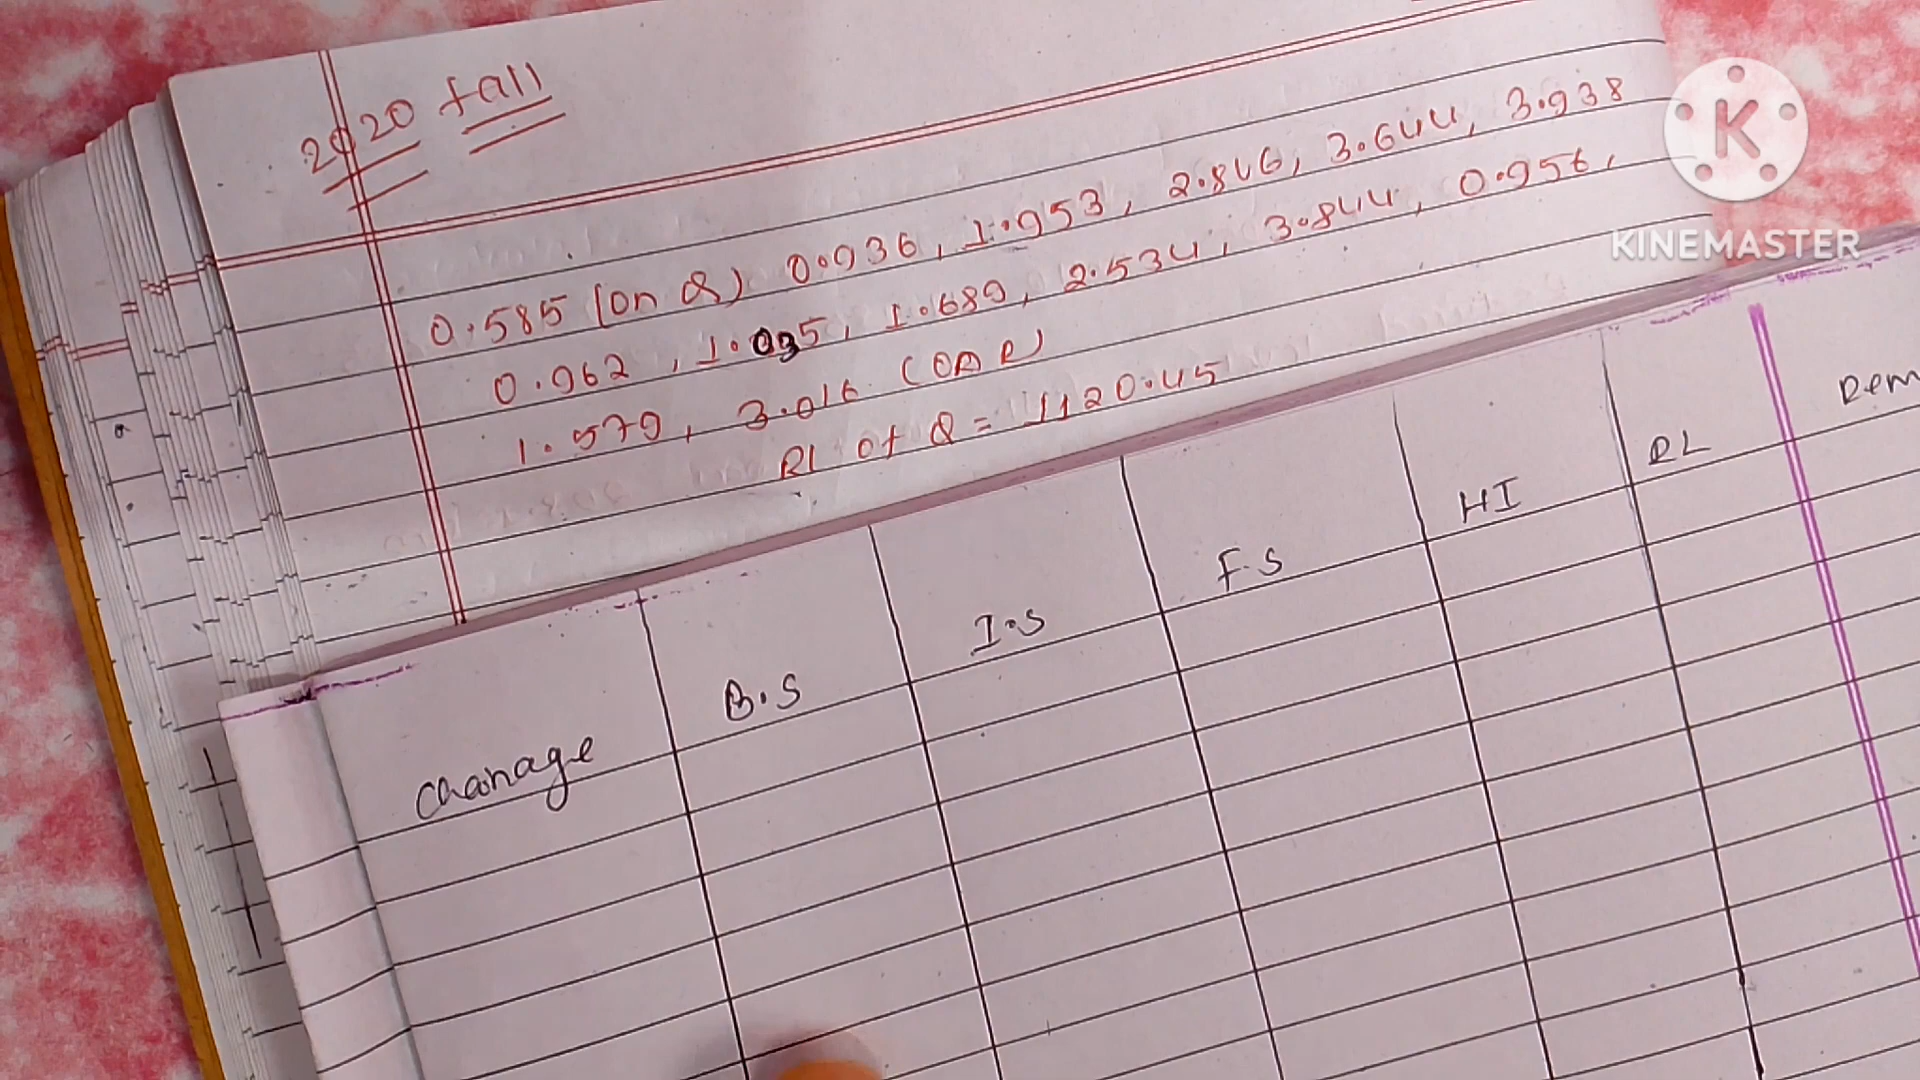 2020 fall
0.585 (on Q) 0.936, 1.953, 2.846, 3.644, 3.938
0.962, 1.035, 1.689, 2.534, 3.844, 0.956,
1.579, 3.016 (on R)
RL of Q = 1120.45
chainage B.S I.S F.S HI RL Rem
K
KINEMASTER